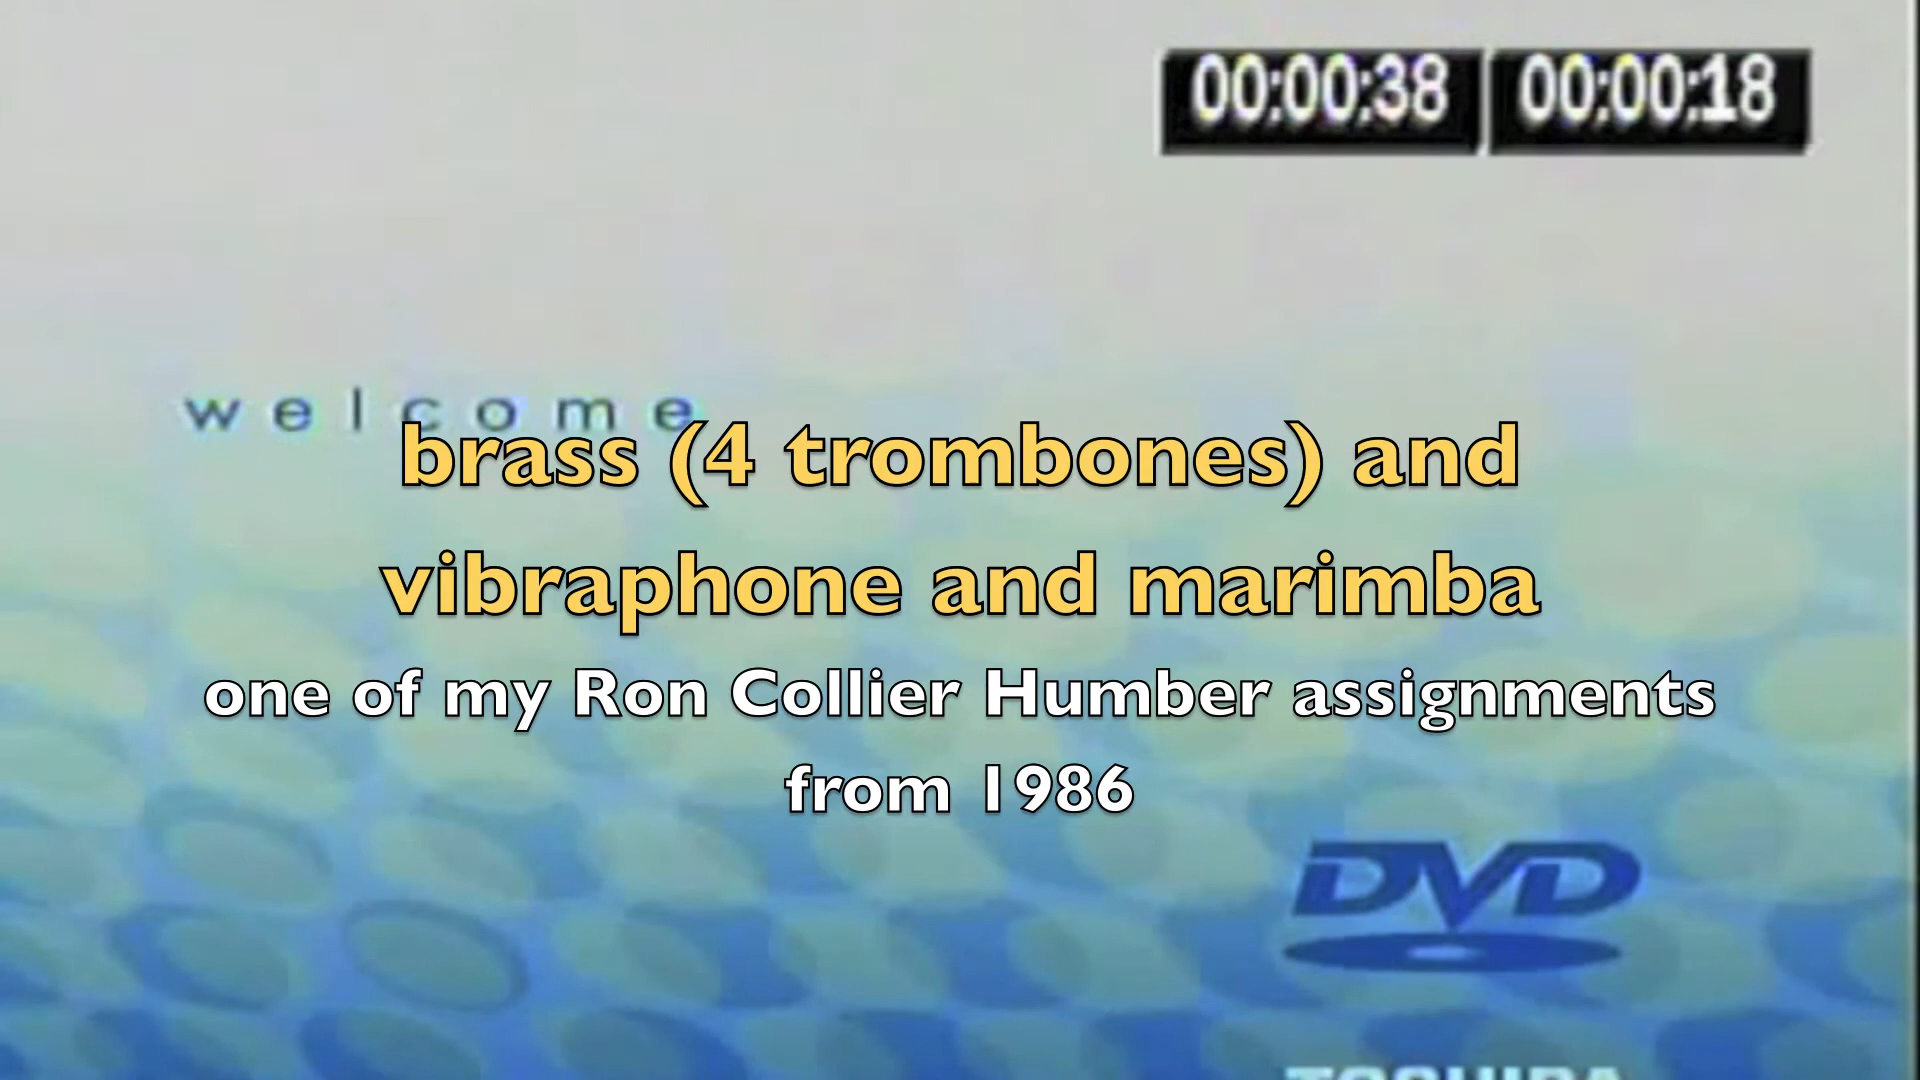 00:00:38 00:00:18
welcome
brass (4 trombones) and
vibraphone and marimba
one of my Ron Collier Humber assignments
from 1986
DVD
TOSHIBA